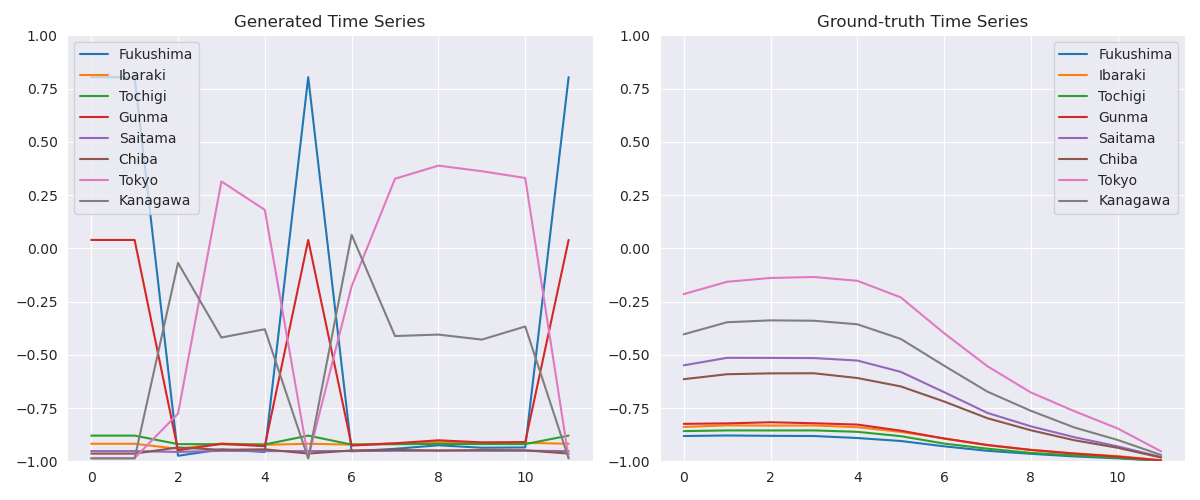 Generated Time Series
1.00
0.75
0.50
0.25
0.00
−0.25
−0.50
−0.75
−1.00
0 2 4 6 8 10
Fukushima
Ibaraki
Tochigi
Gunma
Saitama
Chiba
Tokyo
Kanagawa
Ground-truth Time Series
1.00
0.75
0.50
0.25
0.00
−0.25
−0.50
−0.75
−1.00
0 2 4 6 8 10
Fukushima
Ibaraki
Tochigi
Gunma
Saitama
Chiba
Tokyo
Kanagawa